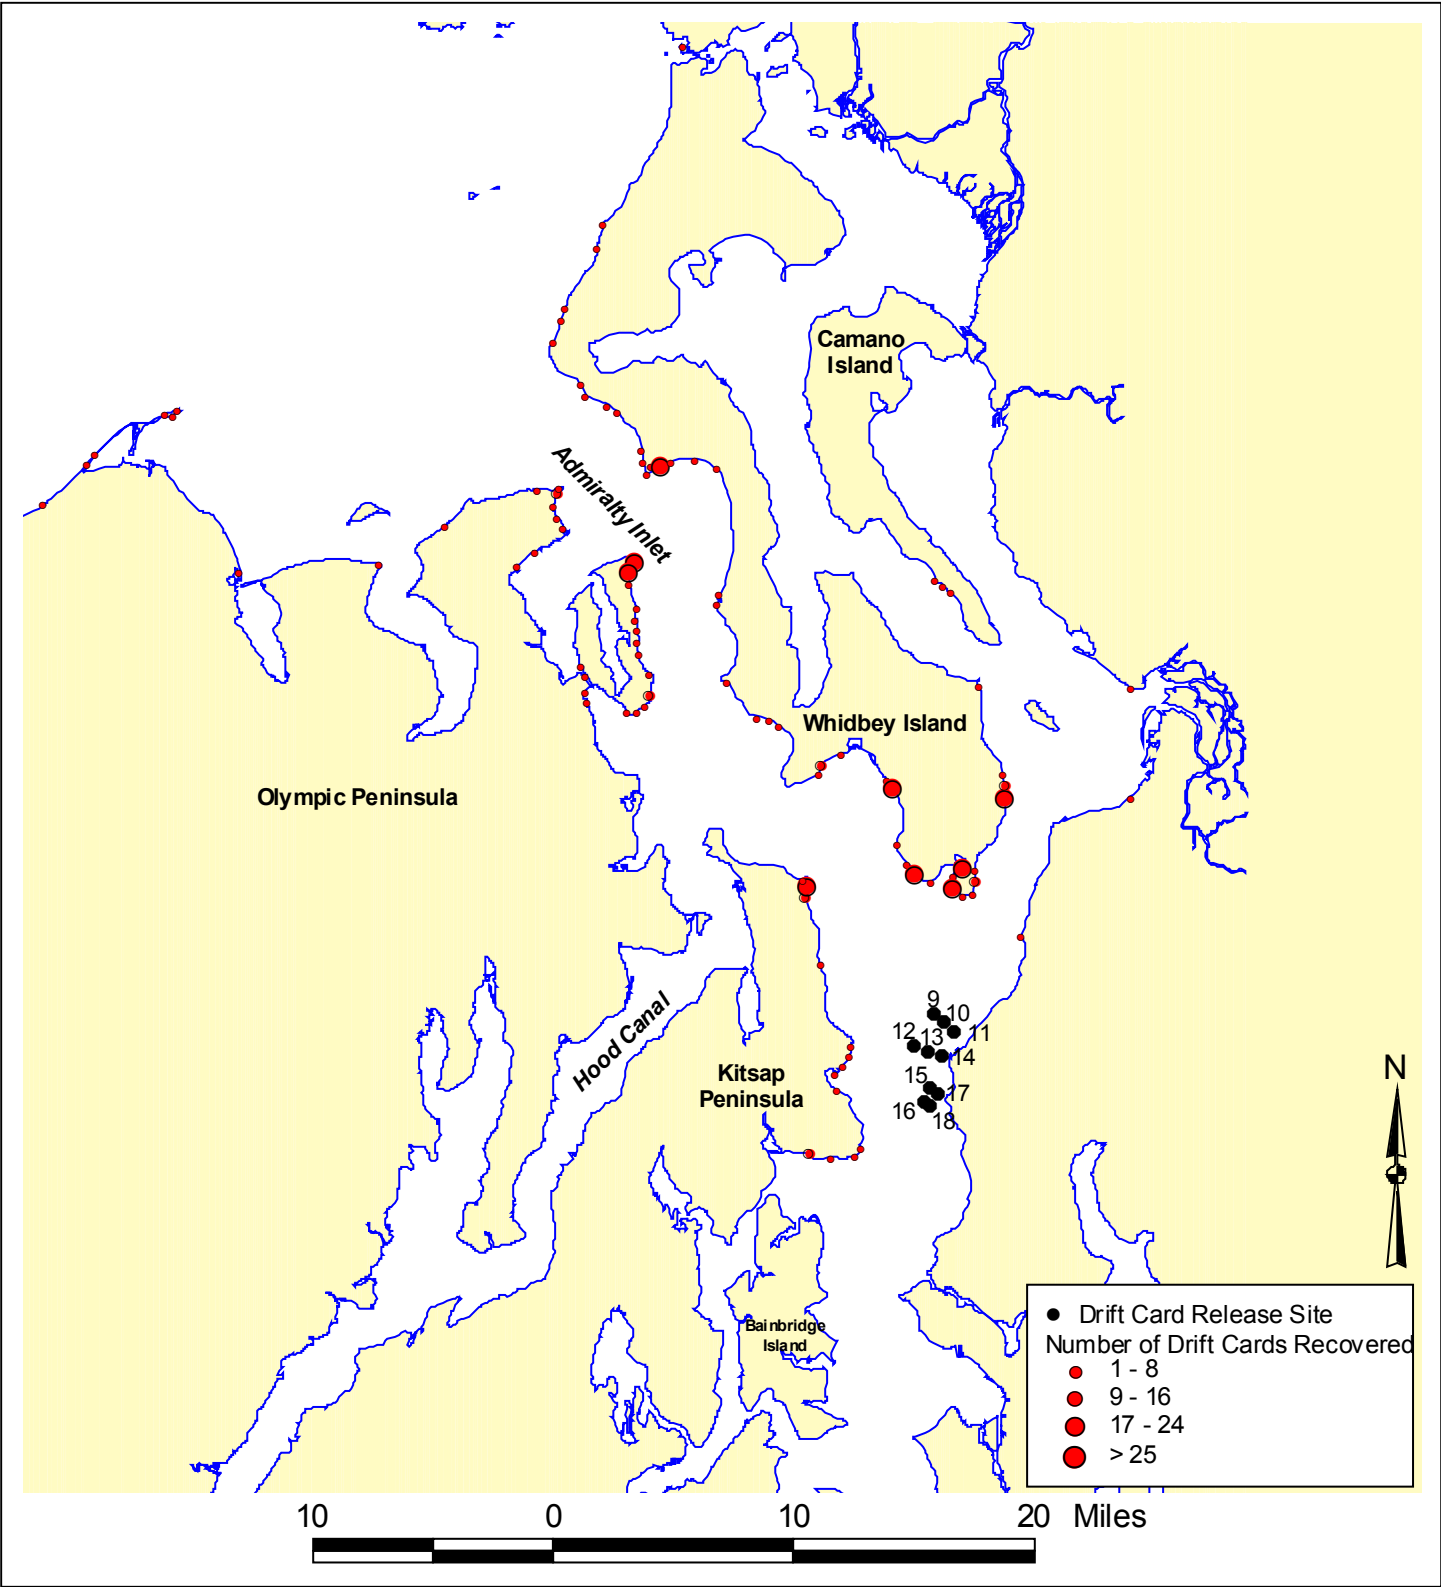 Camano
Island
Admiralty Inlet
Whidbey Island
Olympic Peninsula
9
10
11
12
13
14
Hood Canal
Kitsap
Peninsula
15
17
16
18
N
Bainbridge
Island
Drift Card Release Site
Number of Drift Cards Recovered
1 - 8
9 - 16
17 - 24
> 25
10 0 10 20 Miles